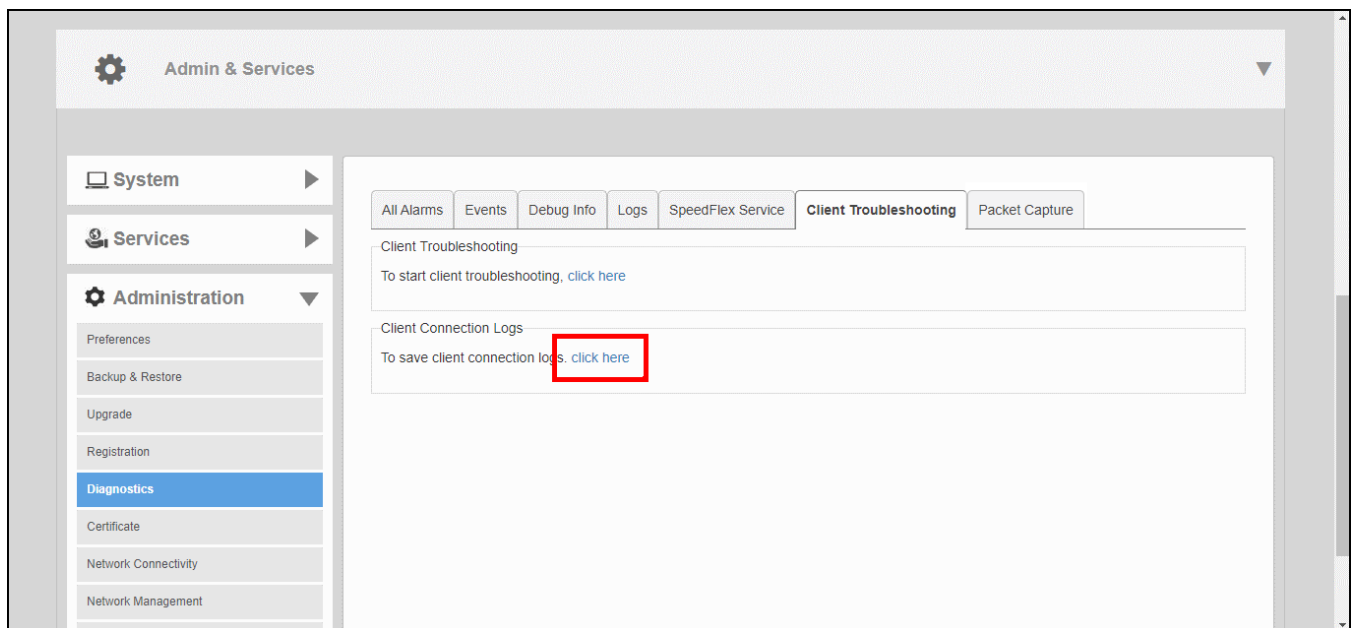 Admin & Services
System
Services
Administration
Preferences
Backup & Restore
Upgrade
Registration
Diagnostics
Certificate
Network Connectivity
Network Management
All Alarms Events Debug Info Logs SpeedFlex Service Client Troubleshooting Packet Capture
Client Troubleshooting
To start client troubleshooting, click here
Client Connection Logs
To save client connection logs. click here